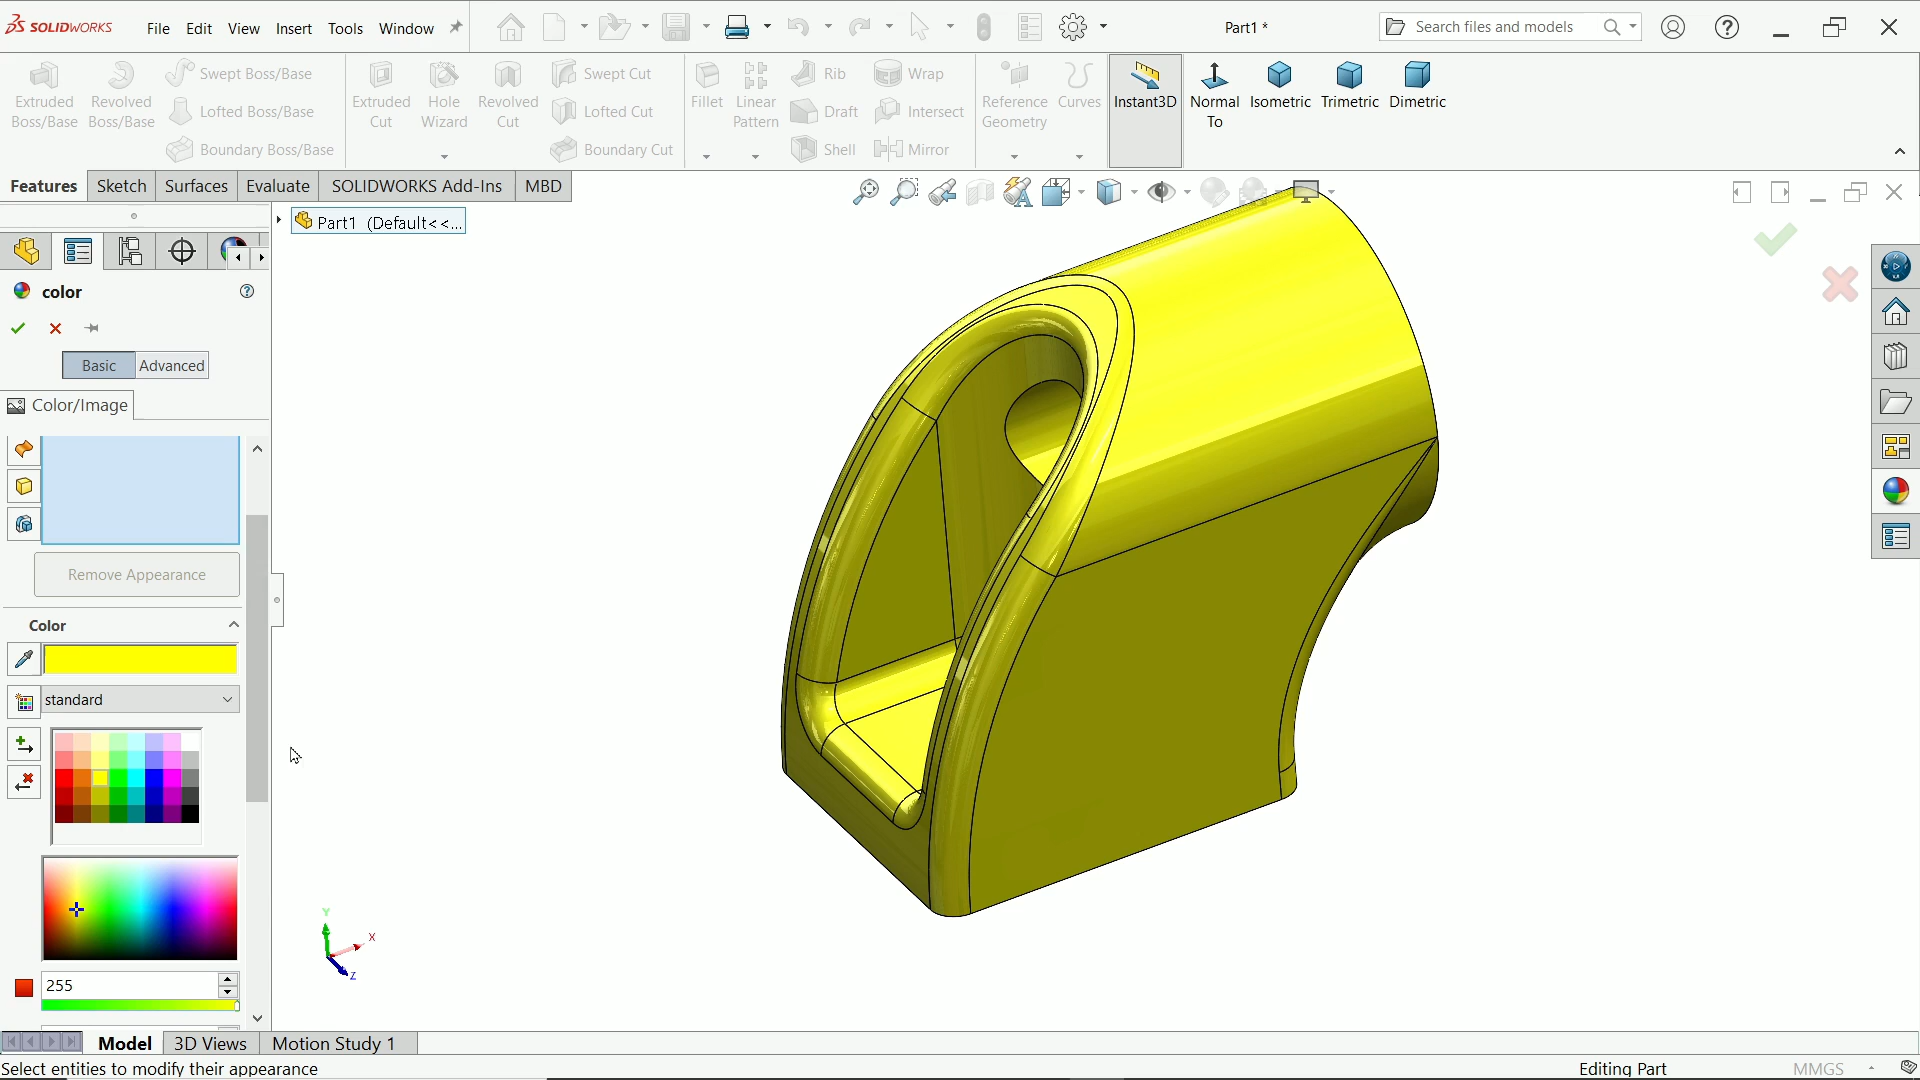 SOLIDWORKS
File Edit View Insert Tools Window
Part1 *
Search files and models
Extruded Boss/Base
Revolved Boss/Base
Swept Boss/Base
Lofted Boss/Base
Boundary Boss/Base
Extruded Cut
Hole Wizard
Revolved Cut
Swept Cut
Lofted Cut
Boundary Cut
Fillet
Linear Pattern
Rib
Draft
Shell
Wrap
Intersect
Mirror
Reference Geometry
Curves
Instant3D
Normal To
Isometric
Trimetric
Dimetric
Features Sketch Surfaces Evaluate SOLIDWORKS Add-Ins MBD
Part1 (Default<<...
color
Basic Advanced
Color/Image
Remove Appearance
Color
standard
255
Y
X
Z
Model 3D Views Motion Study 1
Select entities to modify their appearance
Editing Part
MMGS